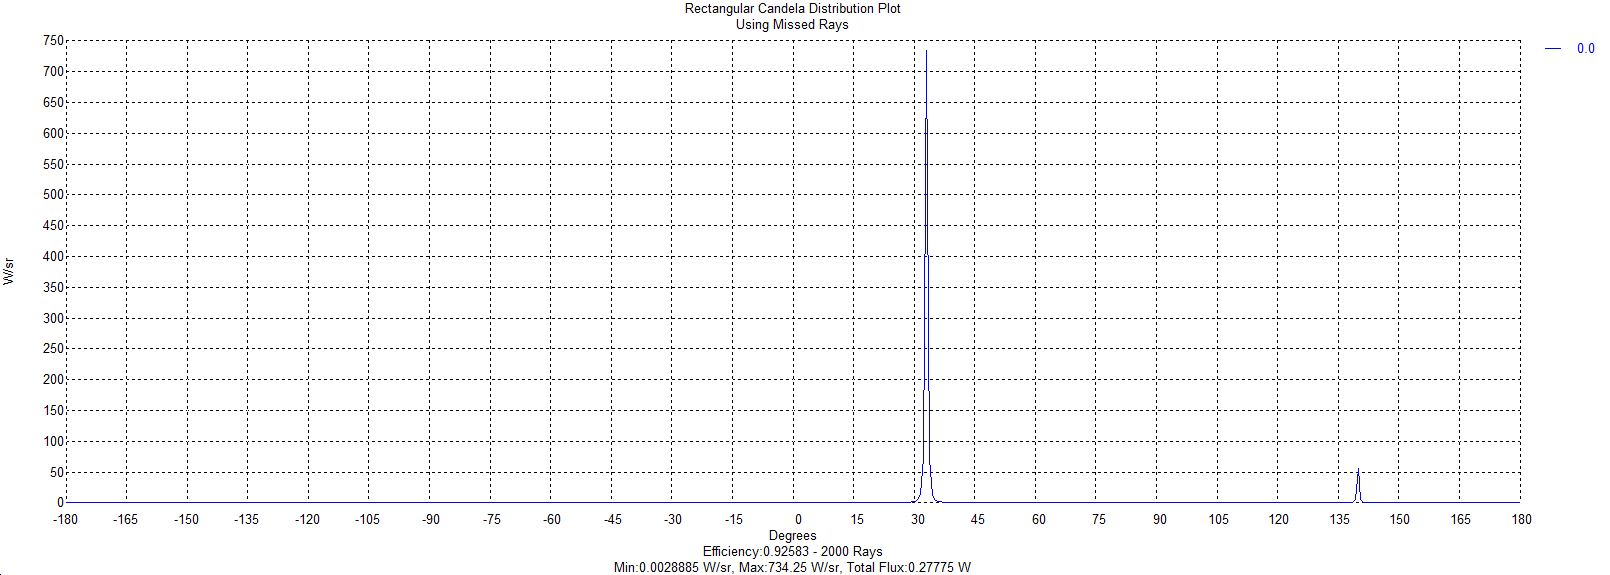 Rectangular Candela Distribution Plot
Using Missed Rays
750
700
650
600
550
500
450
400
350
300
250
200
150
100
50
0
W/sr
-180 -165 -150 -135 -120 -105 -90 -75 -60 -45 -30 -15 0 15 30 45 60 75 90 105 120 135 150 165 180
Degrees
Efficiency:0.92583 - 2000 Rays
Min:0.0028885 W/sr, Max:734.25 W/sr, Total Flux:0.27775 W
0.0